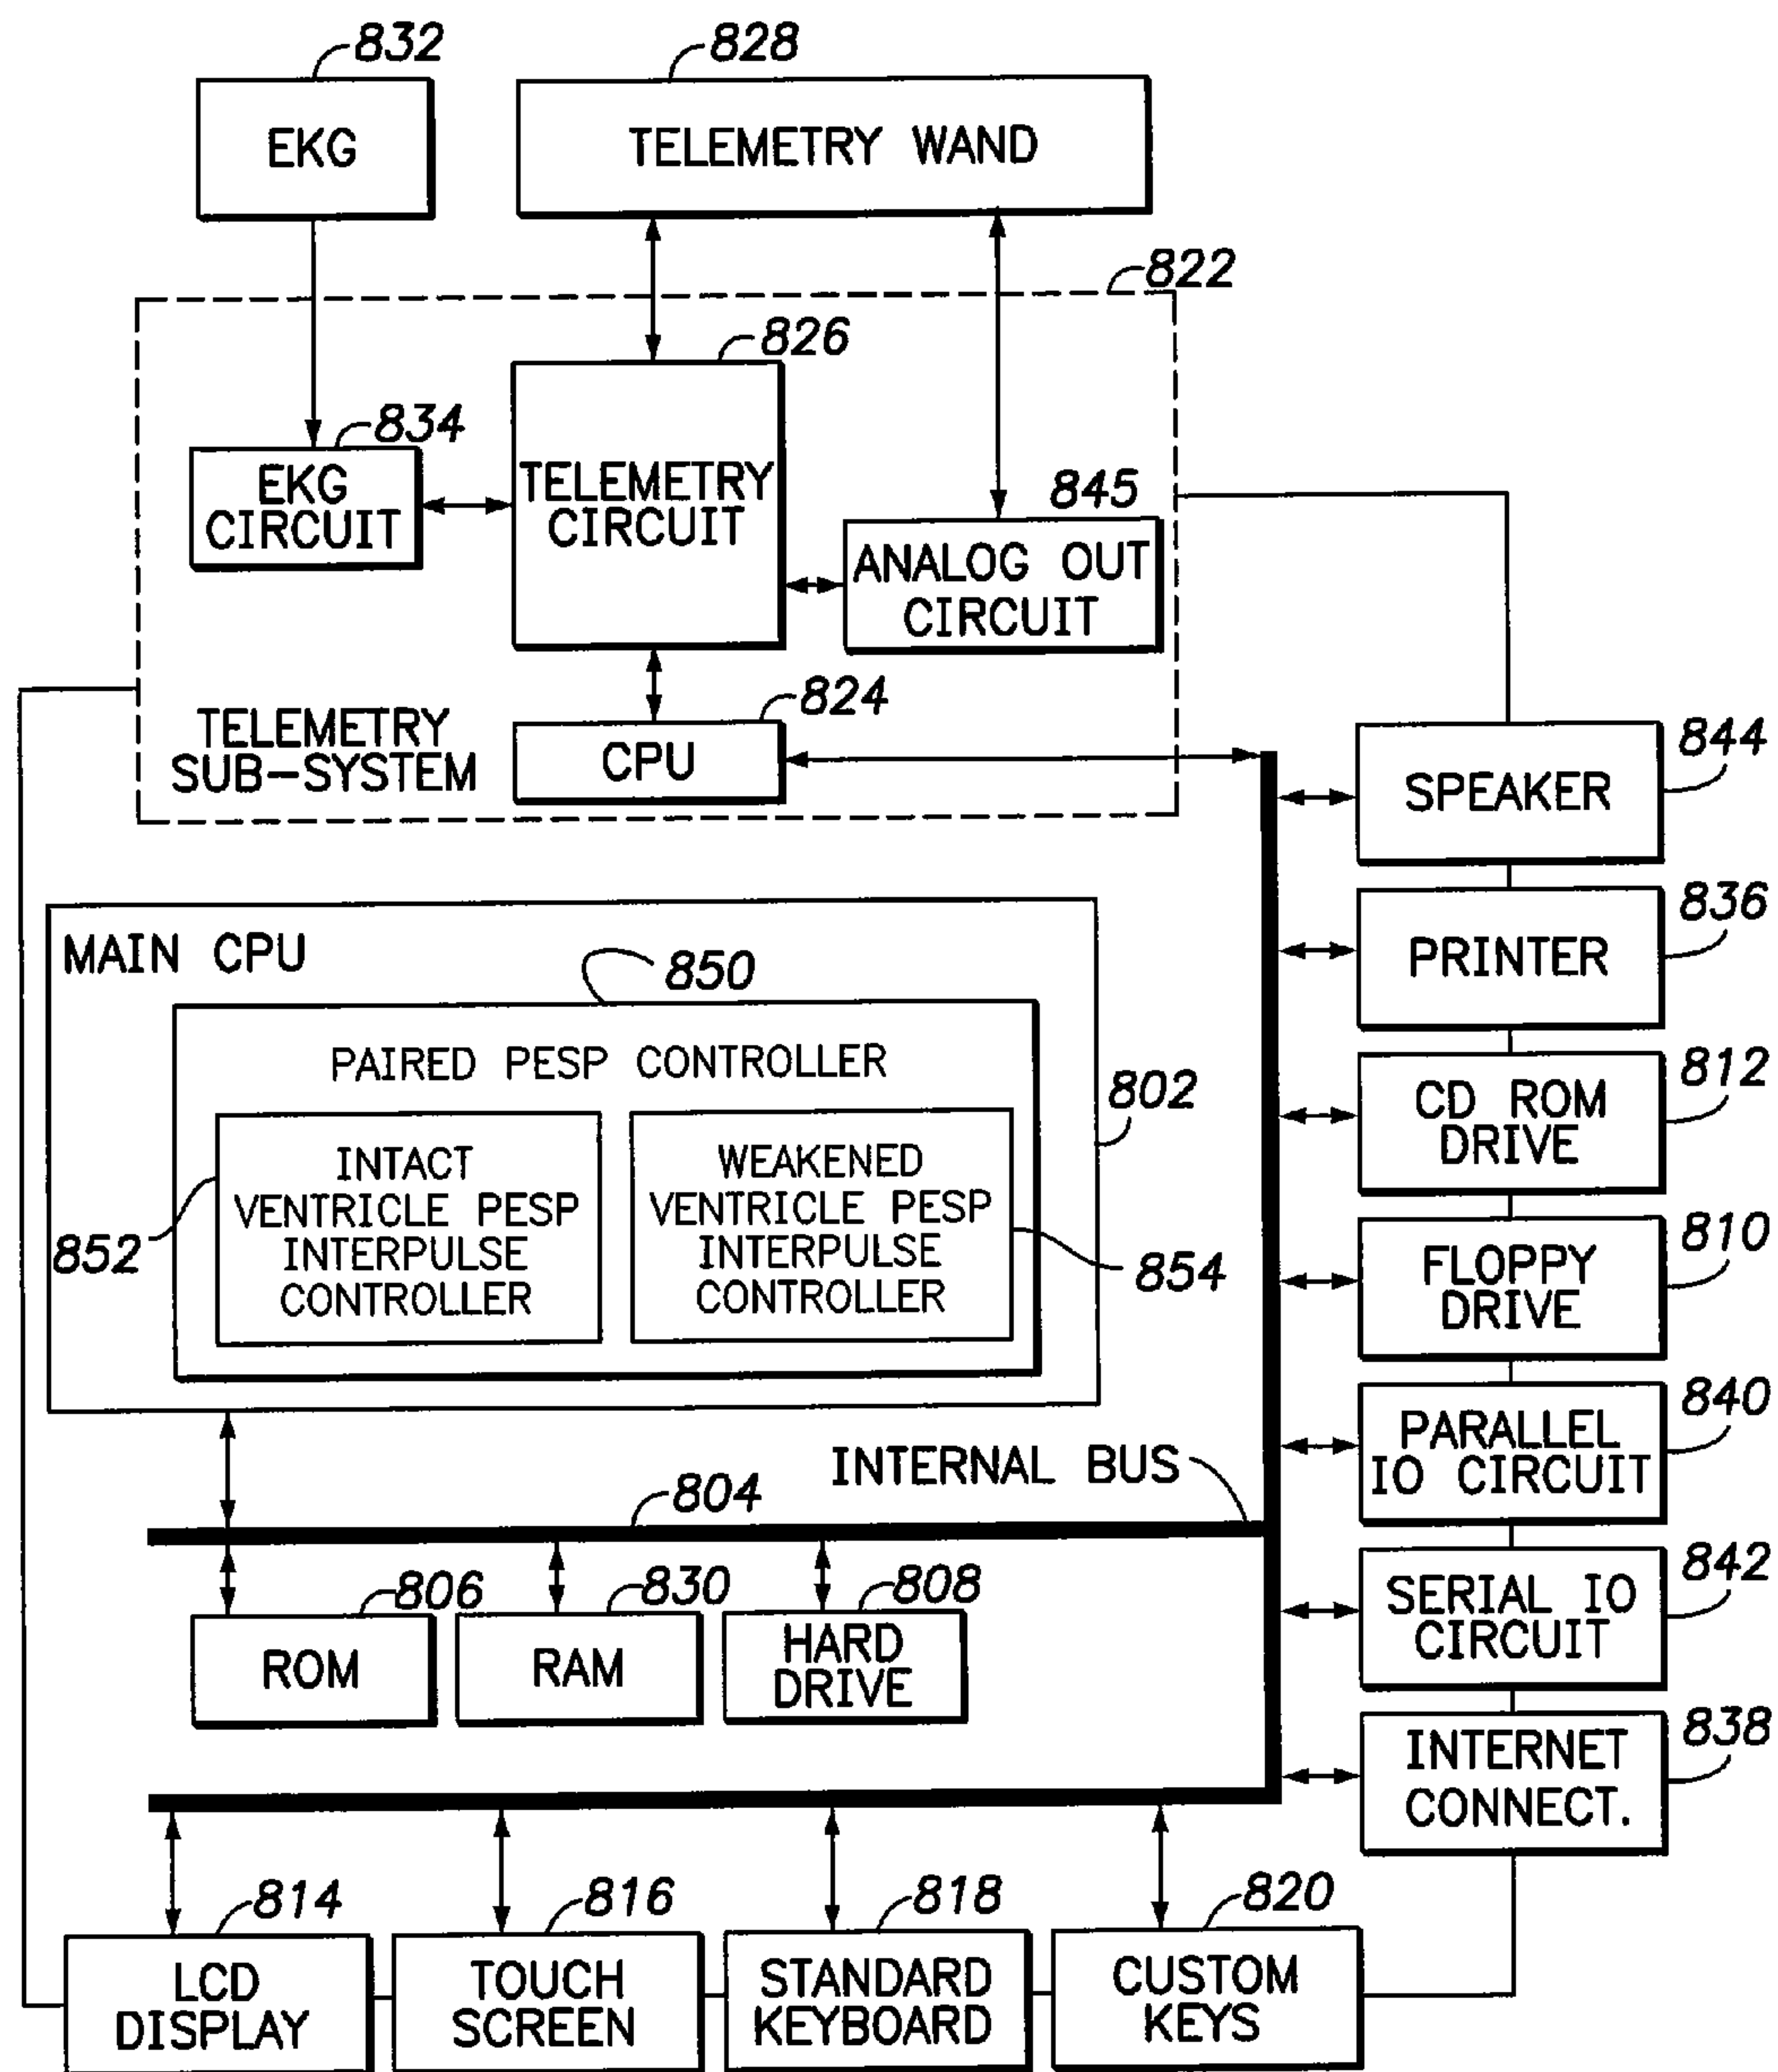 832
EKG
828
TELEMETRY WAND
822
826
TELEMETRY
CIRCUIT
834
EKG
CIRCUIT
845
ANALOG OUT
CIRCUIT
824
CPU
TELEMETRY
SUB-SYSTEM
844
SPEAKER
836
PRINTER
812
CD ROM
DRIVE
810
FLOPPY
DRIVE
840
PARALLEL
IO CIRCUIT
842
SERIAL IO
CIRCUIT
838
INTERNET
CONNECT.
MAIN CPU
850
PAIRED PESP CONTROLLER
802
INTACT
VENTRICLE PESP
INTERPULSE
CONTROLLER
852
WEAKENED
VENTRICLE PESP
INTERPULSE
CONTROLLER
854
INTERNAL BUS
804
806
ROM
830
RAM
808
HARD
DRIVE
814
LCD
DISPLAY
816
TOUCH
SCREEN
818
STANDARD
KEYBOARD
820
CUSTOM
KEYS